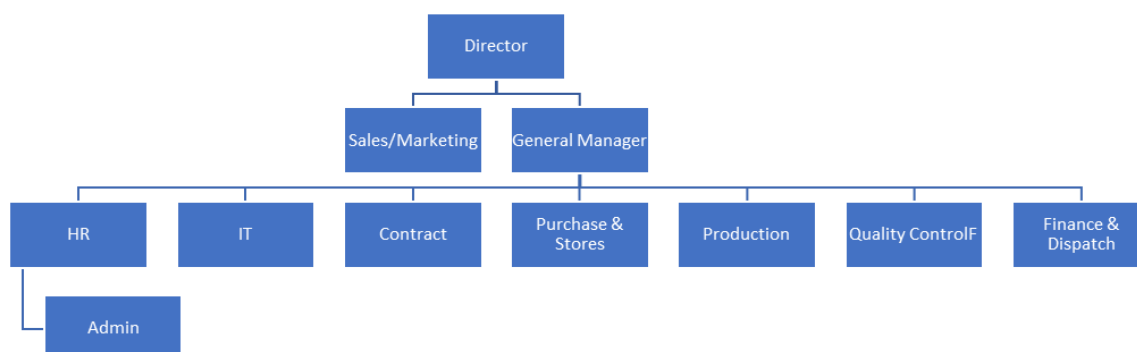 Director
Sales/Marketing
General Manager
HR
IT
Contract
Purchase &
Stores
Production
Quality ControlF
Finance &
Dispatch
Admin